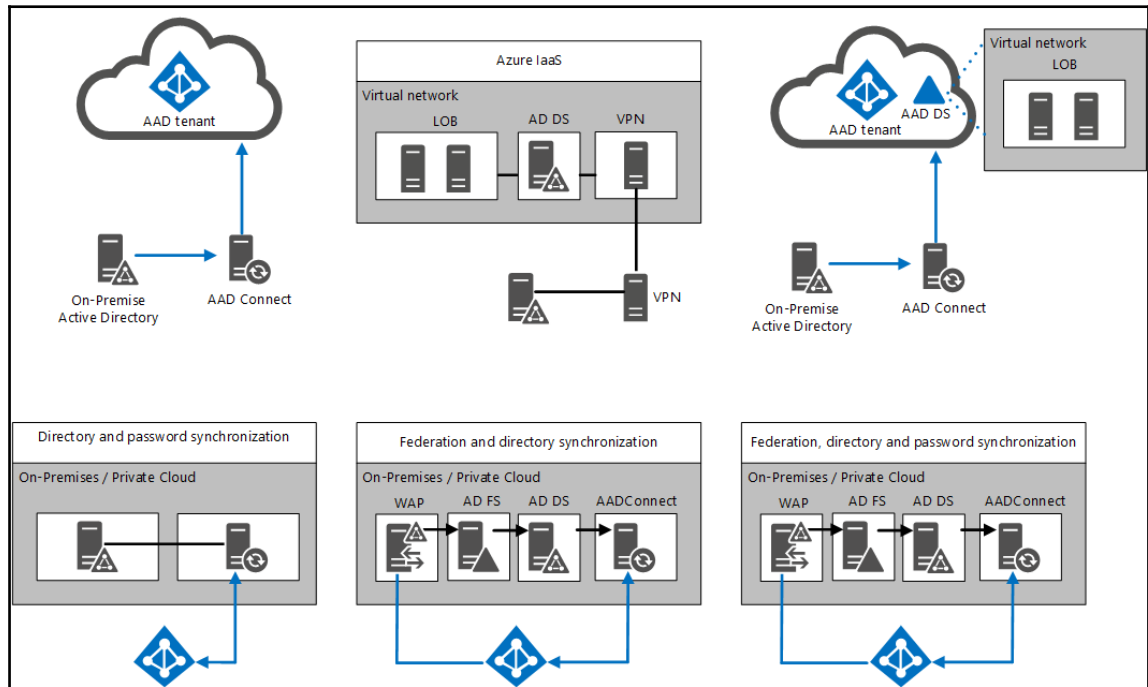 AAD tenant
On-Premise
Active Directory
AAD Connect
Azure IaaS
Virtual network
LOB
AD DS
VPN
VPN
AAD tenant
AAD DS
Virtual network
LOB
On-Premise
Active Directory
AAD Connect
Directory and password synchronization
On-Premises / Private Cloud
Federation and directory synchronization
On-Premises / Private Cloud
WAP
AD FS
AD DS
AADConnect
Federation, directory and password synchronization
On-Premises / Private Cloud
WAP
AD FS
AD DS
AADConnect